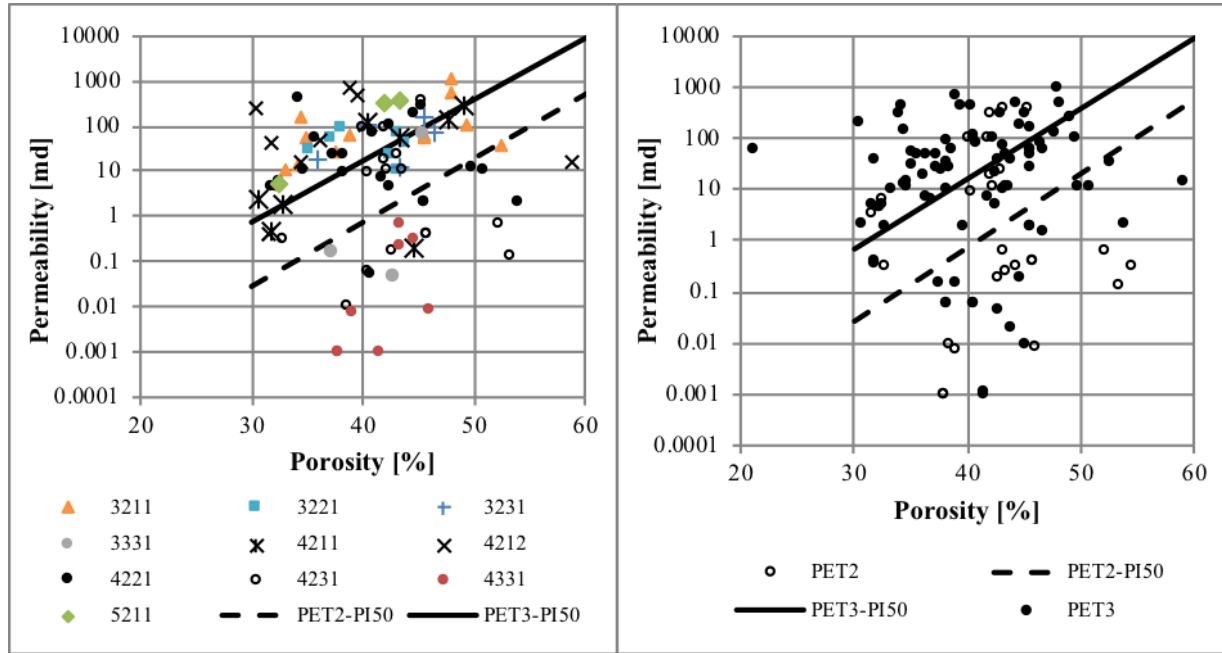 10000
1000
100
10
1
0.1
0.01
0.001
0.0001
Permeability [md]
20 30 40 50 60
Porosity [%]
3211 3221 3231
3331 4211 4212
4221 4231 4331
5211 PET2-PI50 PET3-PI50
10000
1000
100
10
1
0.1
0.01
0.001
0.0001
Permeability [md]
20 30 40 50 60
Porosity [%]
PET2 PET2-PI50
PET3-PI50 PET3